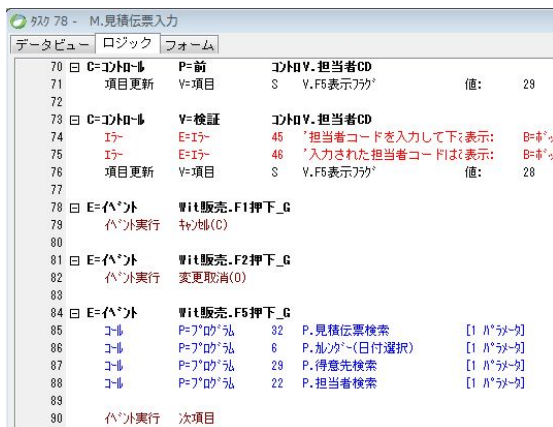 タスク 78 - M.見積伝票入力
データビュー ロジック フォーム
70 C=コントロール P=前 コントロ V.担当者CD
71 項目更新 V=項目 S V.F5表示フラグ 値: 29
72
73 C=コントロール V=検証 コントロ V.担当者CD
74 エラー E=エラー 45 '担当者コードを入力して下さ 表示: B=ボッ
75 エラー E=エラー 46 '入力された担当者コードは 表示: B=ボッ
76 項目更新 V=項目 S V.F5表示フラグ 値: 28
77
78 E=イベント Wit販売.F1押下_G
79 イベント実行 キャンセル(C)
80
81 E=イベント Wit販売.F2押下_G
82 イベント実行 変更取消(O)
83
84 E=イベント Wit販売.F5押下_G
85 コール P=プログラム 32 P.見積伝票検索 [1 パラメータ]
86 コール P=プログラム 6 P.カレンダー(日付選択) [1 パラメータ]
87 コール P=プログラム 29 P.得意先検索 [1 パラメータ]
88 コール P=プログラム 22 P.担当者検索 [1 パラメータ]
89
90 イベント実行 次項目